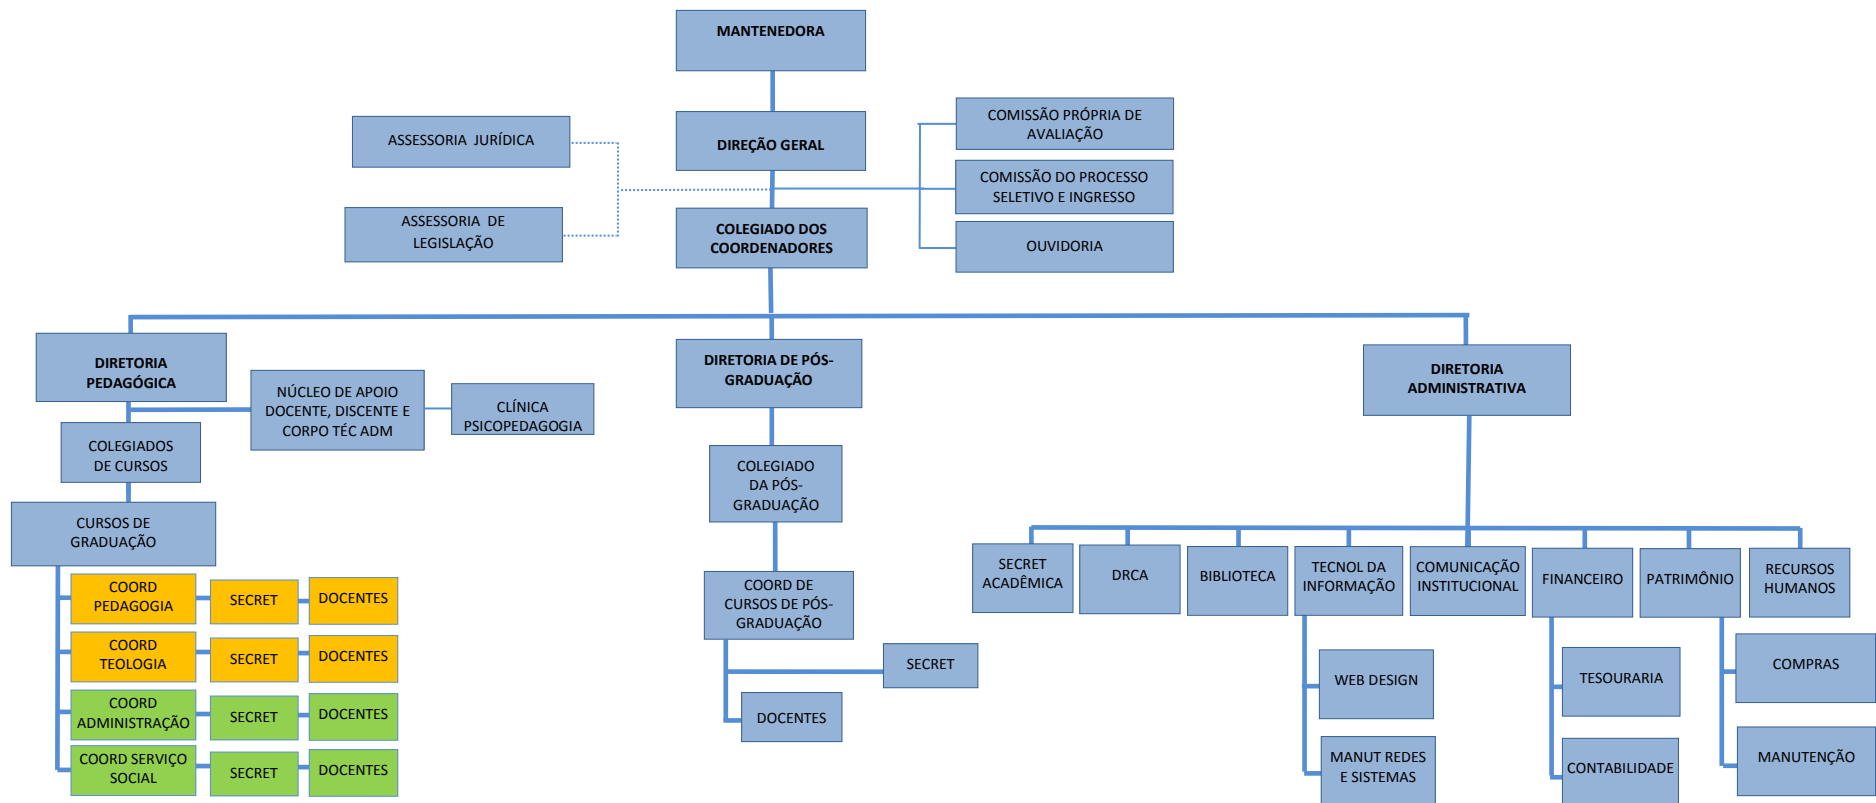 MANTENEDORA
DIREÇÃO GERAL
COLEGIADO DOS
COORDENADORES
ASSESSORIA JURÍDICA
ASSESSORIA DE
LEGISLAÇÃO
COMISSÃO PRÓPRIA DE
AVALIAÇÃO
COMISSÃO DO PROCESSO
SELETIVO E INGRESSO
OUVIDORIA
DIRETORIA
PEDAGÓGICA
NÚCLEO DE APOIO
DOCENTE, DISCENTE E
CORPO TÉC ADM
CLÍNICA
PSICOPEDAGOGIA
COLEGIADOS
DE CURSOS
CURSOS DE
GRADUAÇÃO
COORD
PEDAGOGIA
SECRET
DOCENTES
COORD
TEOLOGIA
SECRET
DOCENTES
COORD
ADMINISTRAÇÃO
SECRET
DOCENTES
COORD SERVIÇO
SOCIAL
SECRET
DOCENTES
DIRETORIA DE PÓS-
GRADUAÇÃO
COLEGIADO
DA PÓS-
GRADUAÇÃO
COORD DE
CURSOS DE PÓS-
GRADUAÇÃO
SECRET
DOCENTES
DIRETORIA
ADMINISTRATIVA
SECRET
ACADÊMICA
DRCA
BIBLIOTECA
TECNOL DA
INFORMAÇÃO
COMUNICAÇÃO
INSTITUCIONAL
FINANCEIRO
PATRIMÔNIO
RECURSOS
HUMANOS
WEB DESIGN
MANUT REDES
E SISTEMAS
TESOURARIA
CONTABILIDADE
COMPRAS
MANUTENÇÃO